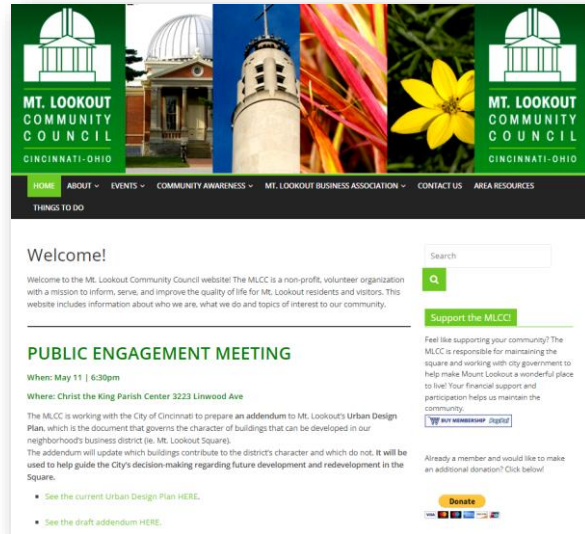 MT. LOOKOUT
COMMUNITY
COUNCIL
CINCINNATI-OHIO
MT. LOOKOUT
COMMUNITY
COUNCIL
CINCINNATI-OHIO
HOME ABOUT EVENTS COMMUNITY AWARENESS MT. LOOKOUT BUSINESS ASSOCIATION CONTACT US AREA RESOURCES
THINGS TO DO
Welcome!
Welcome to the Mt. Lookout Community Council website! The MLCC is a non-profit, volunteer organization
with a mission to inform, serve, and improve the quality of life for Mt. Lookout residents and visitors. This
website includes information about who we are, what we do and topics of interest to our community.
PUBLIC ENGAGEMENT MEETING
When: May 11 | 6:30pm
Where: Christ the King Parish Center 3223 Linwood Ave
The MLCC is working with the City of Cincinnati to prepare an addendum to Mt. Lookout's Urban Design
Plan, which is the document that governs the character of buildings that can be developed in our
neighborhood's business district (ie. Mt. Lookout Square).
The addendum will update which buildings contribute to the district's character and which do not. It will be
used to help guide the City's decision-making regarding future development and redevelopment in the
Square.
See the current Urban Design Plan HERE.
See the draft addendum HERE.
Search
Support the MLCC!
Feel like supporting your community? The
MLCC is responsible for maintaining the
square and working with city government to
help make Mount Lookout a wonderful place
to live! Your financial support and
participation helps us maintain the
community.
BUY MEMBERSHIP
Already a member and would like to make
an additional donation? Click below!
Donate